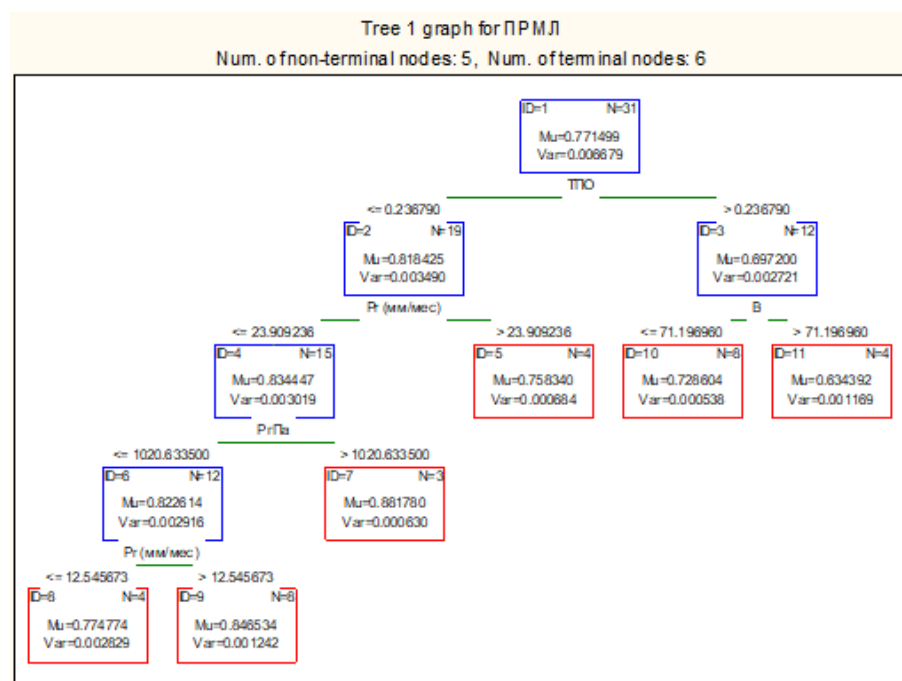 Tree 1 graph for ПРМЛ
Num. of non-terminal nodes: 5, Num. of terminal nodes: 6
ID=1 N=31
Mu=0.771499
Var=0.006679
ТПО
<= 0.236790 > 0.236790
ID=2 N=19 ID=3 N=12
Mu=0.818425 Mu=0.697200
Var=0.003490 Var=0.002721
Pr (мм/мес) В
<= 23.909236 > 23.909236 <= 71.196960 > 71.196960
ID=4 N=15 ID=5 N=4 ID=10 N=8 ID=11 N=4
Mu=0.834447 Mu=0.758340 Mu=0.728604 Mu=0.634392
Var=0.003019 Var=0.000684 Var=0.000538 Var=0.001169
PrПа
<= 1020.633500 > 1020.633500
ID=6 N=12 ID=7 N=3
Mu=0.822614 Mu=0.881780
Var=0.002916 Var=0.000630
Pr (мм/мес)
<= 12.545673 > 12.545673
ID=8 N=4 ID=9 N=8
Mu=0.774774 Mu=0.846534
Var=0.002829 Var=0.001242